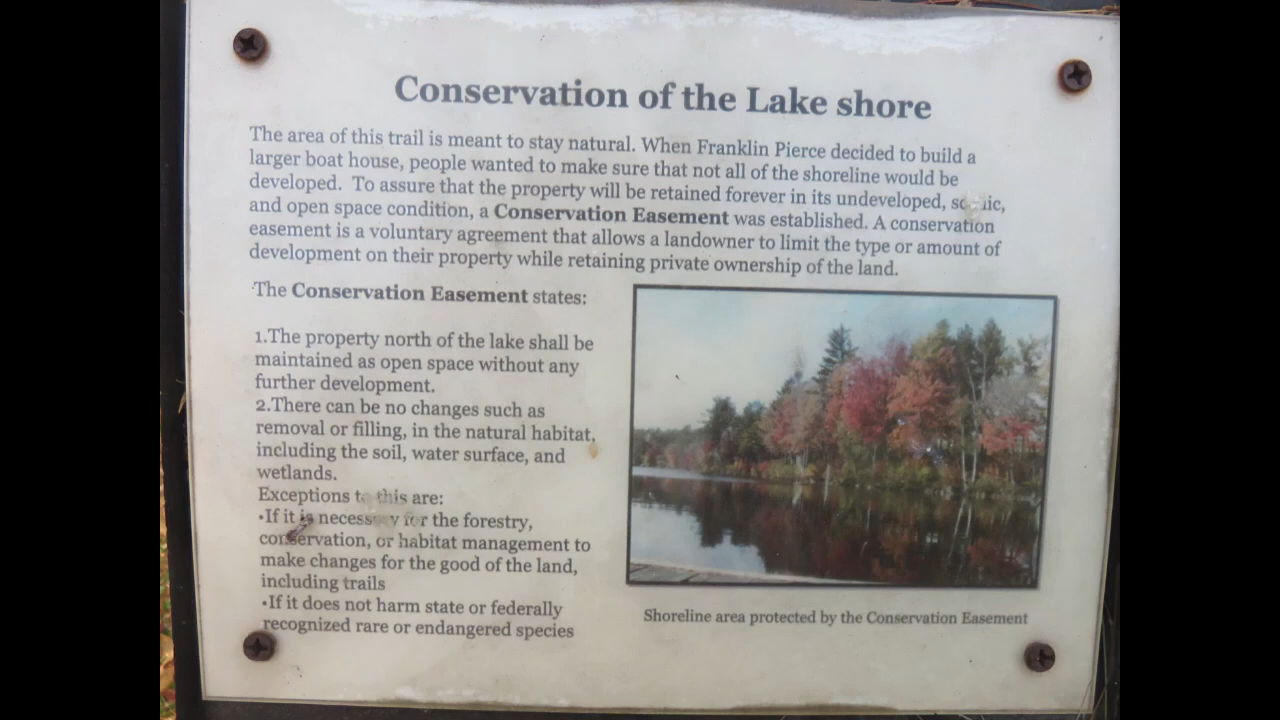 Conservation of the Lake shore
The area of this trail is meant to stay natural. When Franklin Pierce decided to build a
larger boat house, people wanted to make sure that not all of the shoreline would be
developed. To assure that the property will be retained forever in its undeveloped, scenic,
and open space condition, a Conservation Easement was established. A conservation
easement is a voluntary agreement that allows a landowner to limit the type or amount of
development on their property while retaining private ownership of the land.
The Conservation Easement states:
1.The property north of the lake shall be
maintained as open space without any
further development.
2.There can be no changes such as
removal or filling, in the natural habitat,
including the soil, water surface, and
wetlands.
Exceptions to this are:
•If it is necessary for the forestry,
conservation, or habitat management to
make changes for the good of the land,
including trails
•If it does not harm state or federally
recognized rare or endangered species
Shoreline area protected by the Conservation Easement